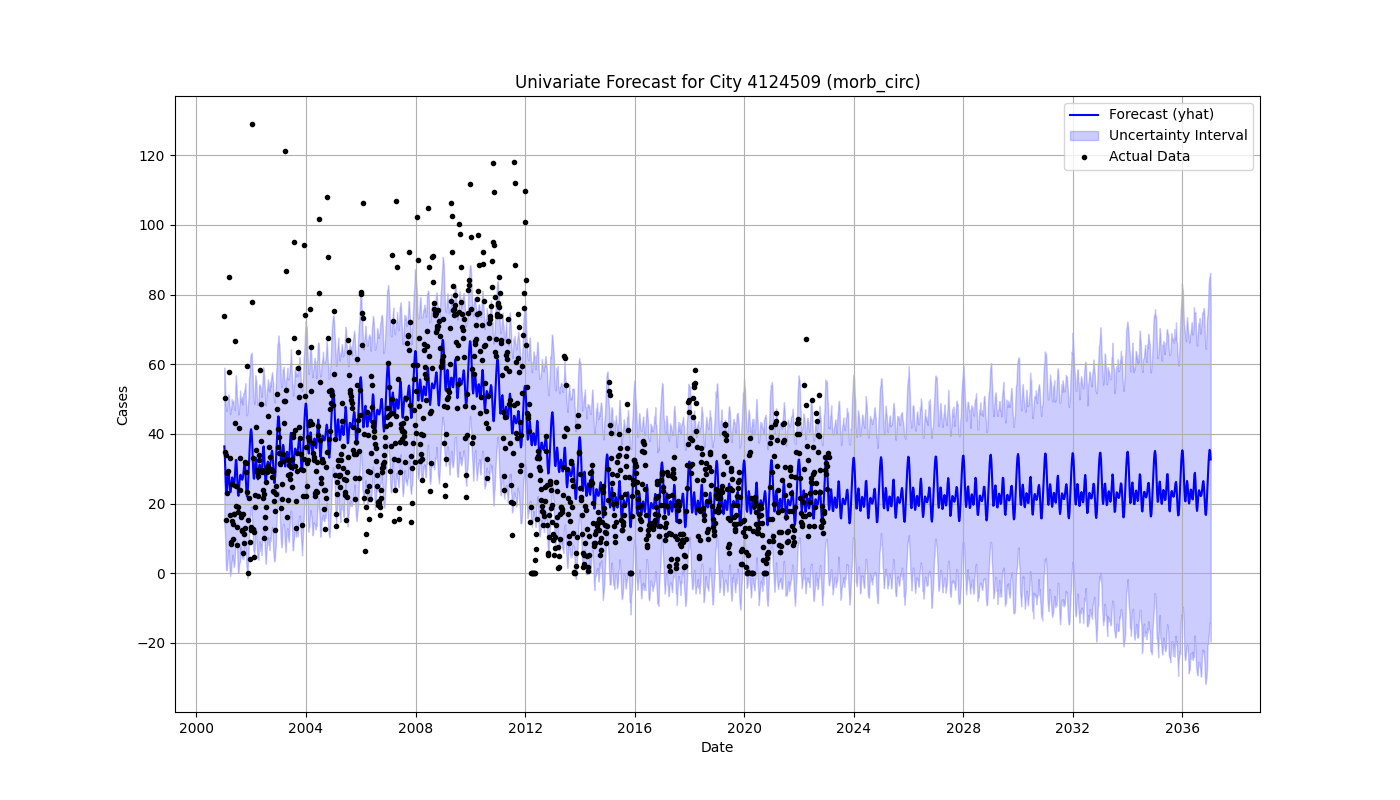 Univariate Forecast for City 4124509 (morb_circ)
Forecast (yhat)
Uncertainty Interval
Actual Data
120
100
80
60
40
20
0
−20
Cases
2000 2004 2008 2012 2016 2020 2024 2028 2032 2036
Date